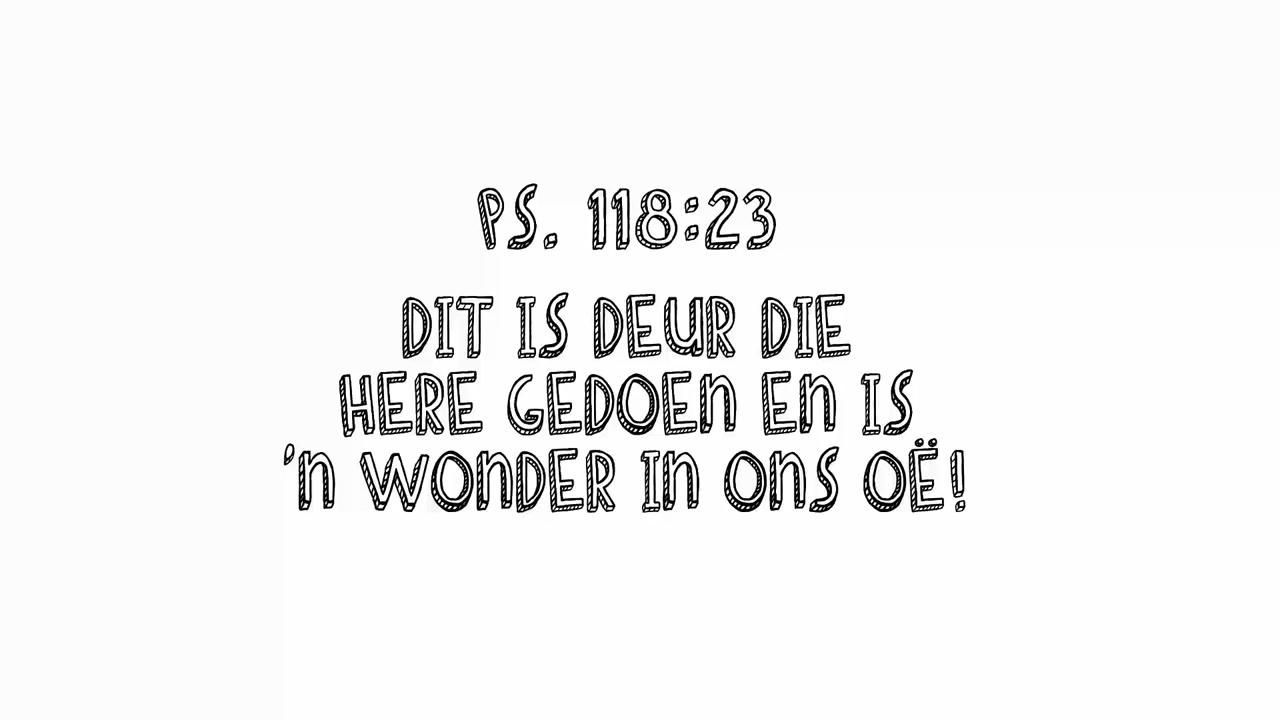 PS. 118:23
DIT IS DEUR DIE
HERE GEDOEN EN IS
'n WONDER IN ONS OË!